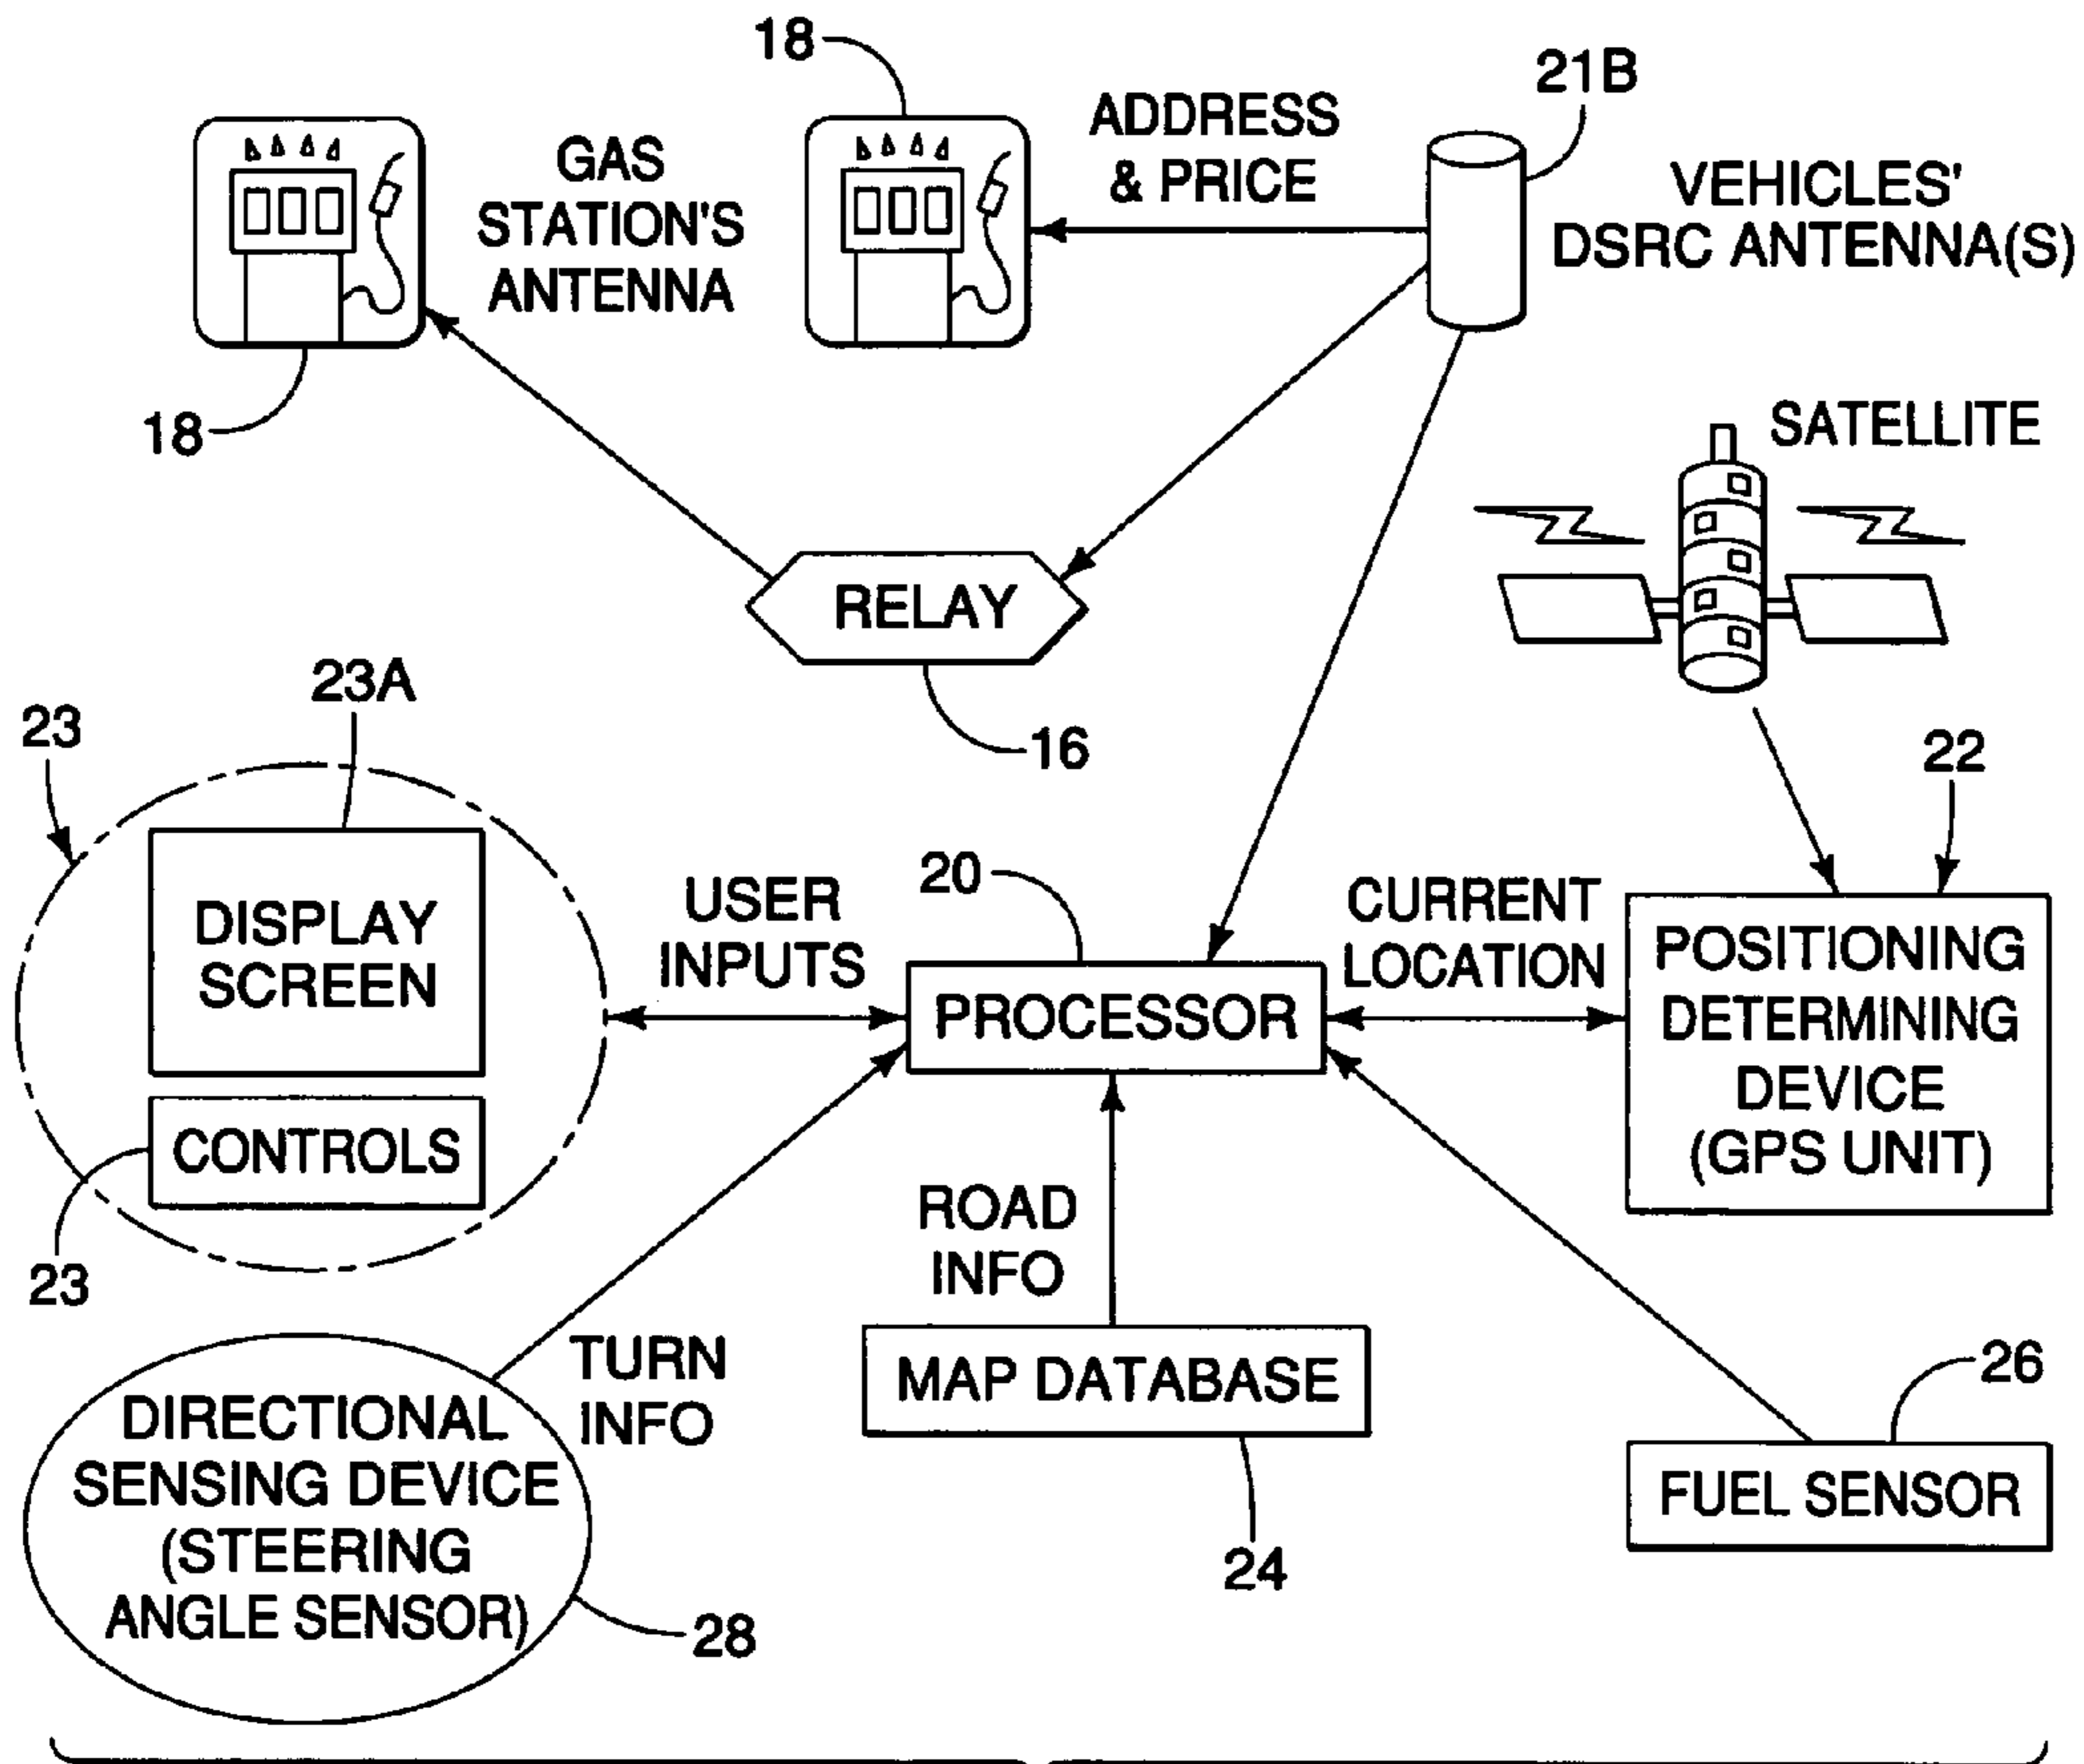 18
21B
ADDRESS
& PRICE
GAS
STATION'S
ANTENNA
VEHICLES'
DSRC ANTENNA(S)
18
SATELLITE
RELAY
16
23A
23
22
DISPLAY
SCREEN
CONTROLS
23
USER
INPUTS
20
PROCESSOR
CURRENT
LOCATION
POSITIONING
DETERMINING
DEVICE
(GPS UNIT)
ROAD
INFO
TURN
INFO
MAP DATABASE
24
26
FUEL SENSOR
DIRECTIONAL
SENSING DEVICE
(STEERING
ANGLE SENSOR)
28